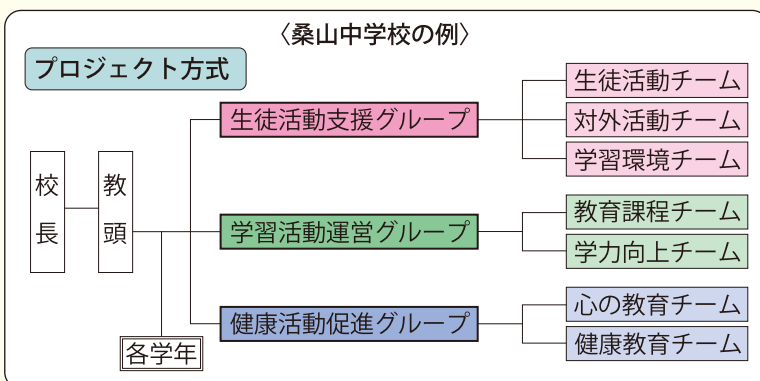 〈桑山中学校の例〉
プロジェクト方式
校長
教頭
各学年
生徒活動支援グループ
生徒活動チーム
対外活動チーム
学習環境チーム
学習活動運営グループ
教育課程チーム
学力向上チーム
健康活動促進グループ
心の教育チーム
健康教育チーム